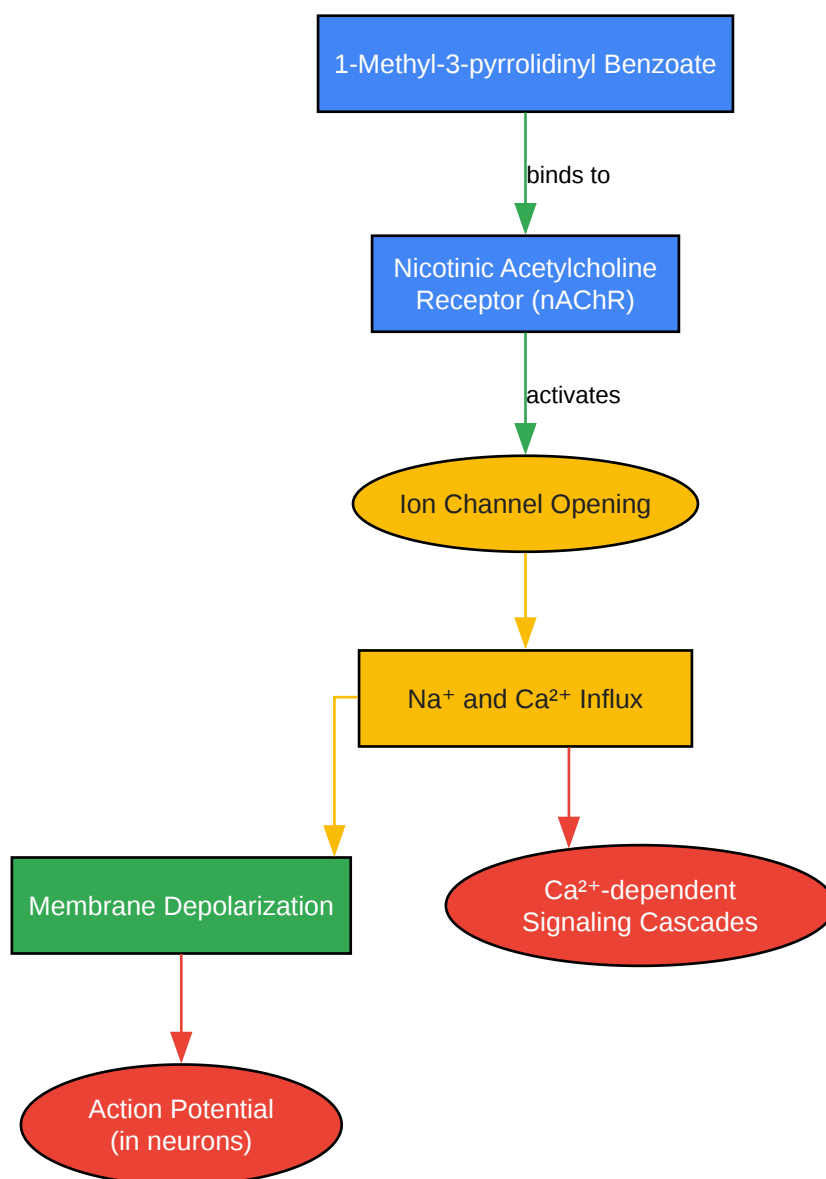 1-Methyl-3-pyrrolidinyl Benzoate
binds to
Nicotinic Acetylcholine
Receptor (nAChR)
activates
Ion Channel Opening
Na⁺ and Ca²⁺ Influx
Membrane Depolarization
Ca²⁺-dependent
Signaling Cascades
Action Potential
(in neurons)